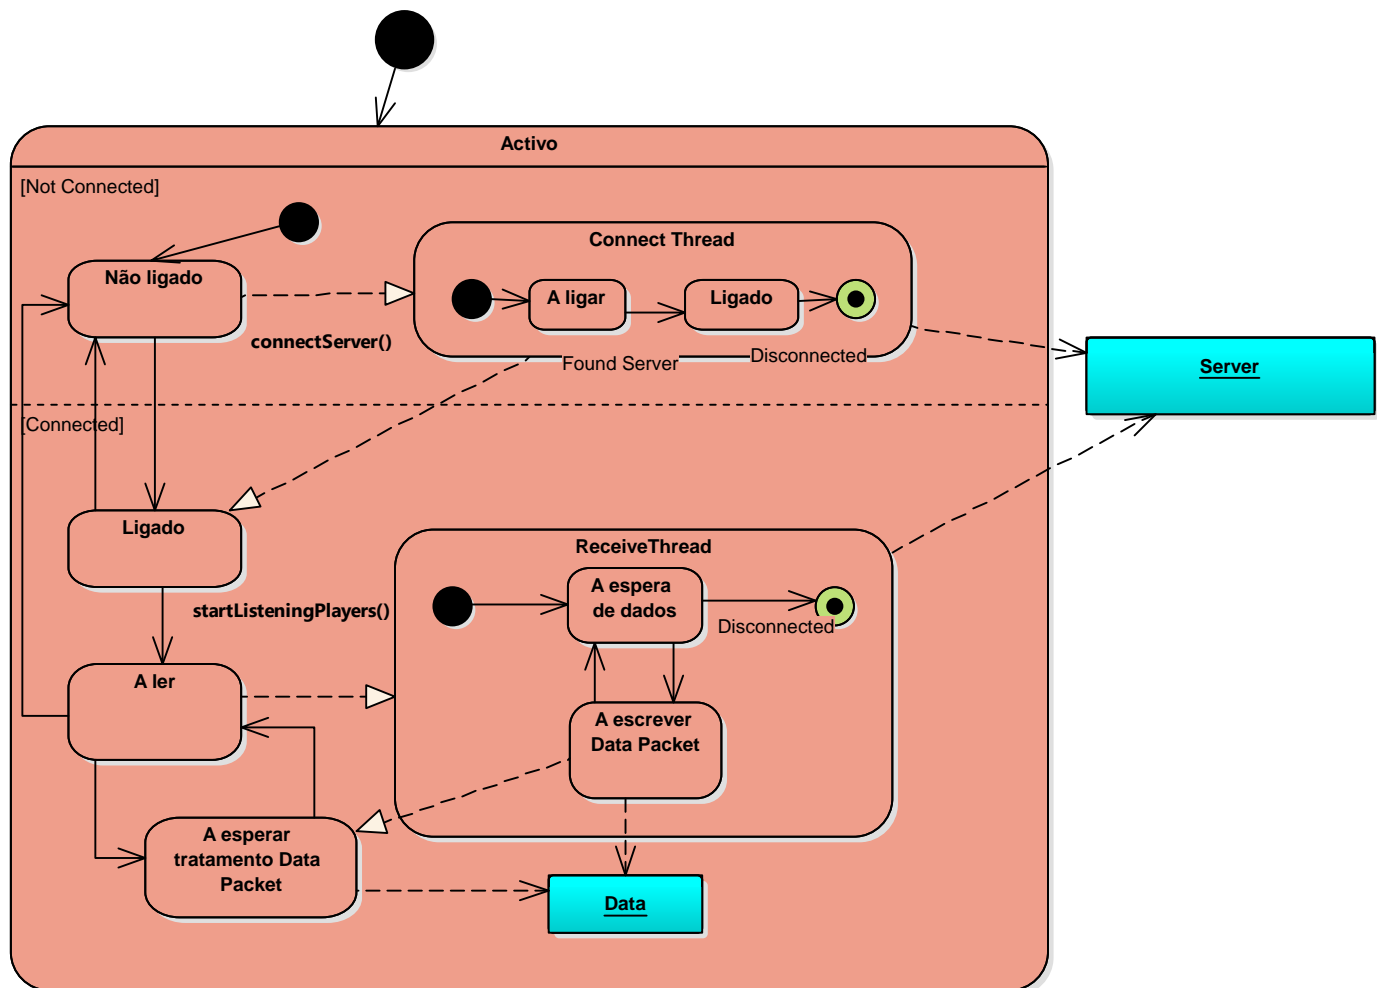 Activo
[Not Connected]
Connect Thread
Não ligado
A ligar
Ligado
connectServer()
Found Server
Disconnected
Server
[Connected]
Ligado
ReceiveThread
A espera
de dados
startListeningPlayers()
Disconnected
A ler
A escrever
Data Packet
A esperar
tratamento Data
Packet
Data